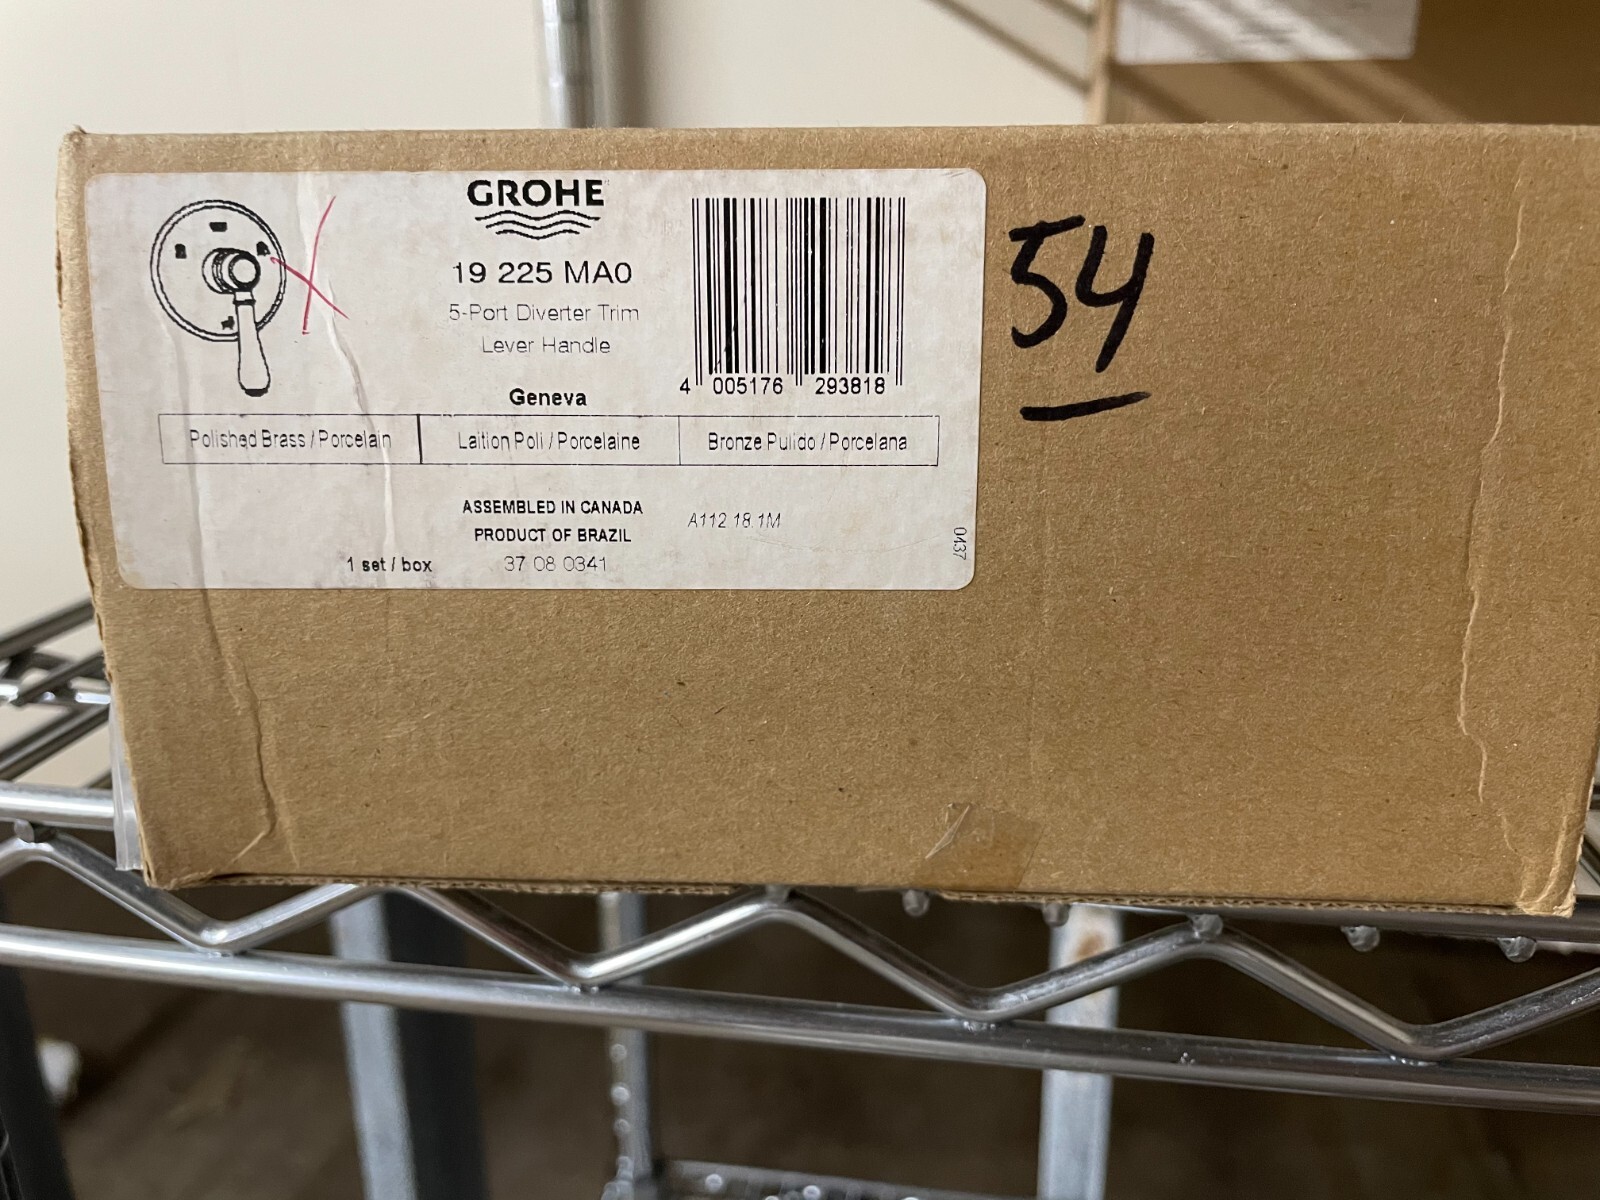 GROHE
19 225 MA0
5-Port Diverter Trim
Lever Handle
Geneva
4 005176 293818
Polished Brass / Porcelain
Laition Poli / Porcelaine
Bronze Pulido / Porcelana
ASSEMBLED IN CANADA
PRODUCT OF BRAZIL
A112 18.1M
1 set / box
37 08 0341
0437
54